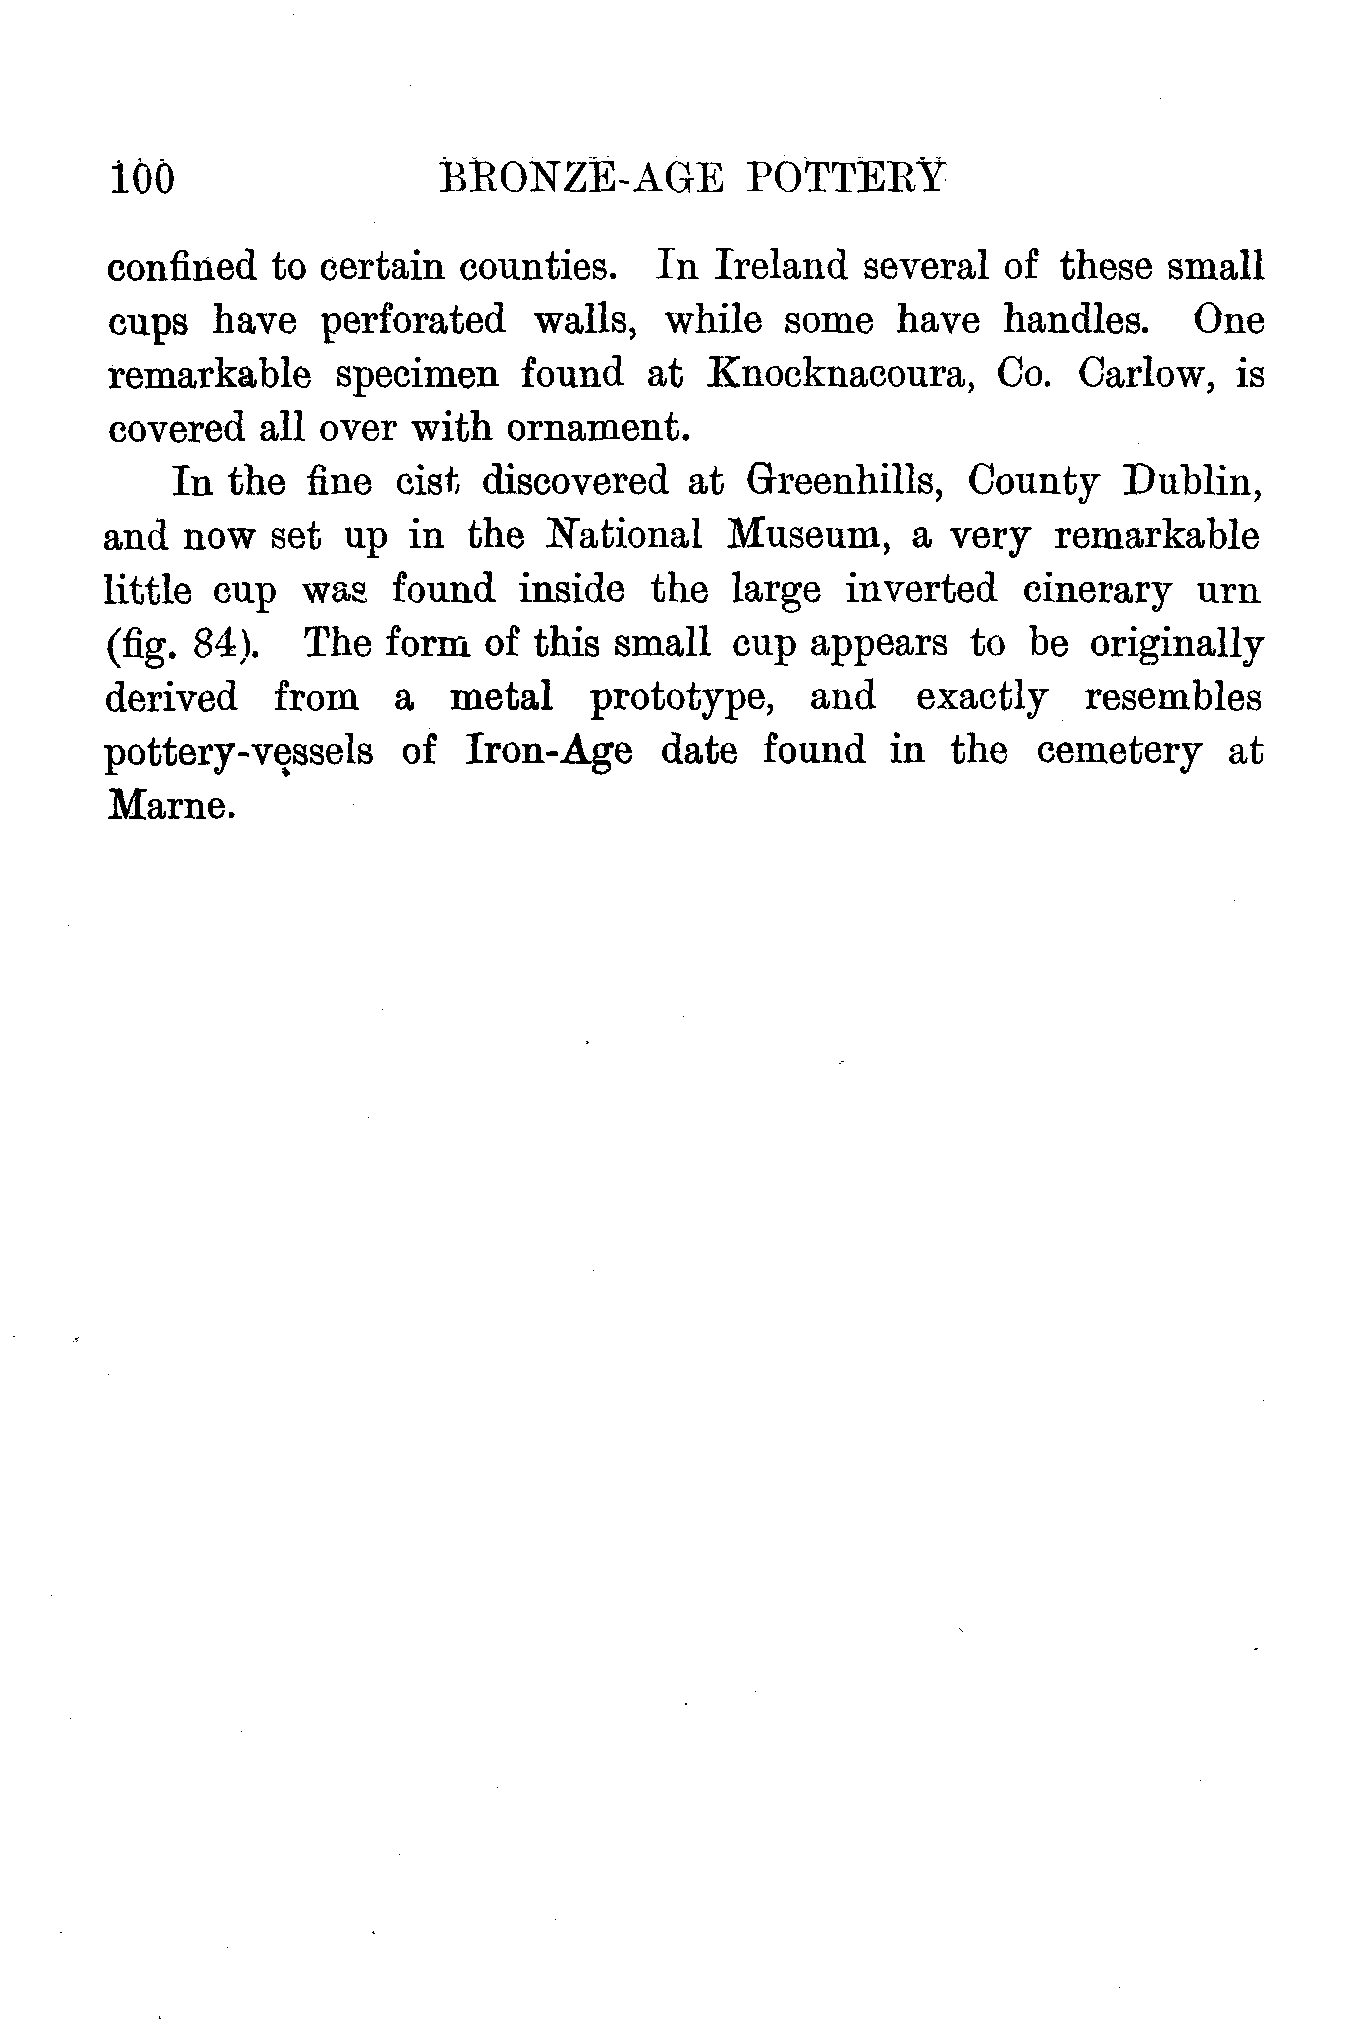 100 BRONZE-AGE POTTERY
confined to certain counties. In Ireland several of these small
cups have perforated walls, while some have handles. One
remarkable specimen found at Knocknacoura, Co. Carlow, is
covered all over with ornament.
In the fine cist discovered at Greenhills, County Dublin,
and now set up in the National Museum, a very remarkable
little cup was found inside the large inverted cinerary urn
(fig. 84). The form of this small cup appears to be originally
derived from a metal prototype, and exactly resembles
pottery-vessels of Iron-Age date found in the cemetery at
Marne.